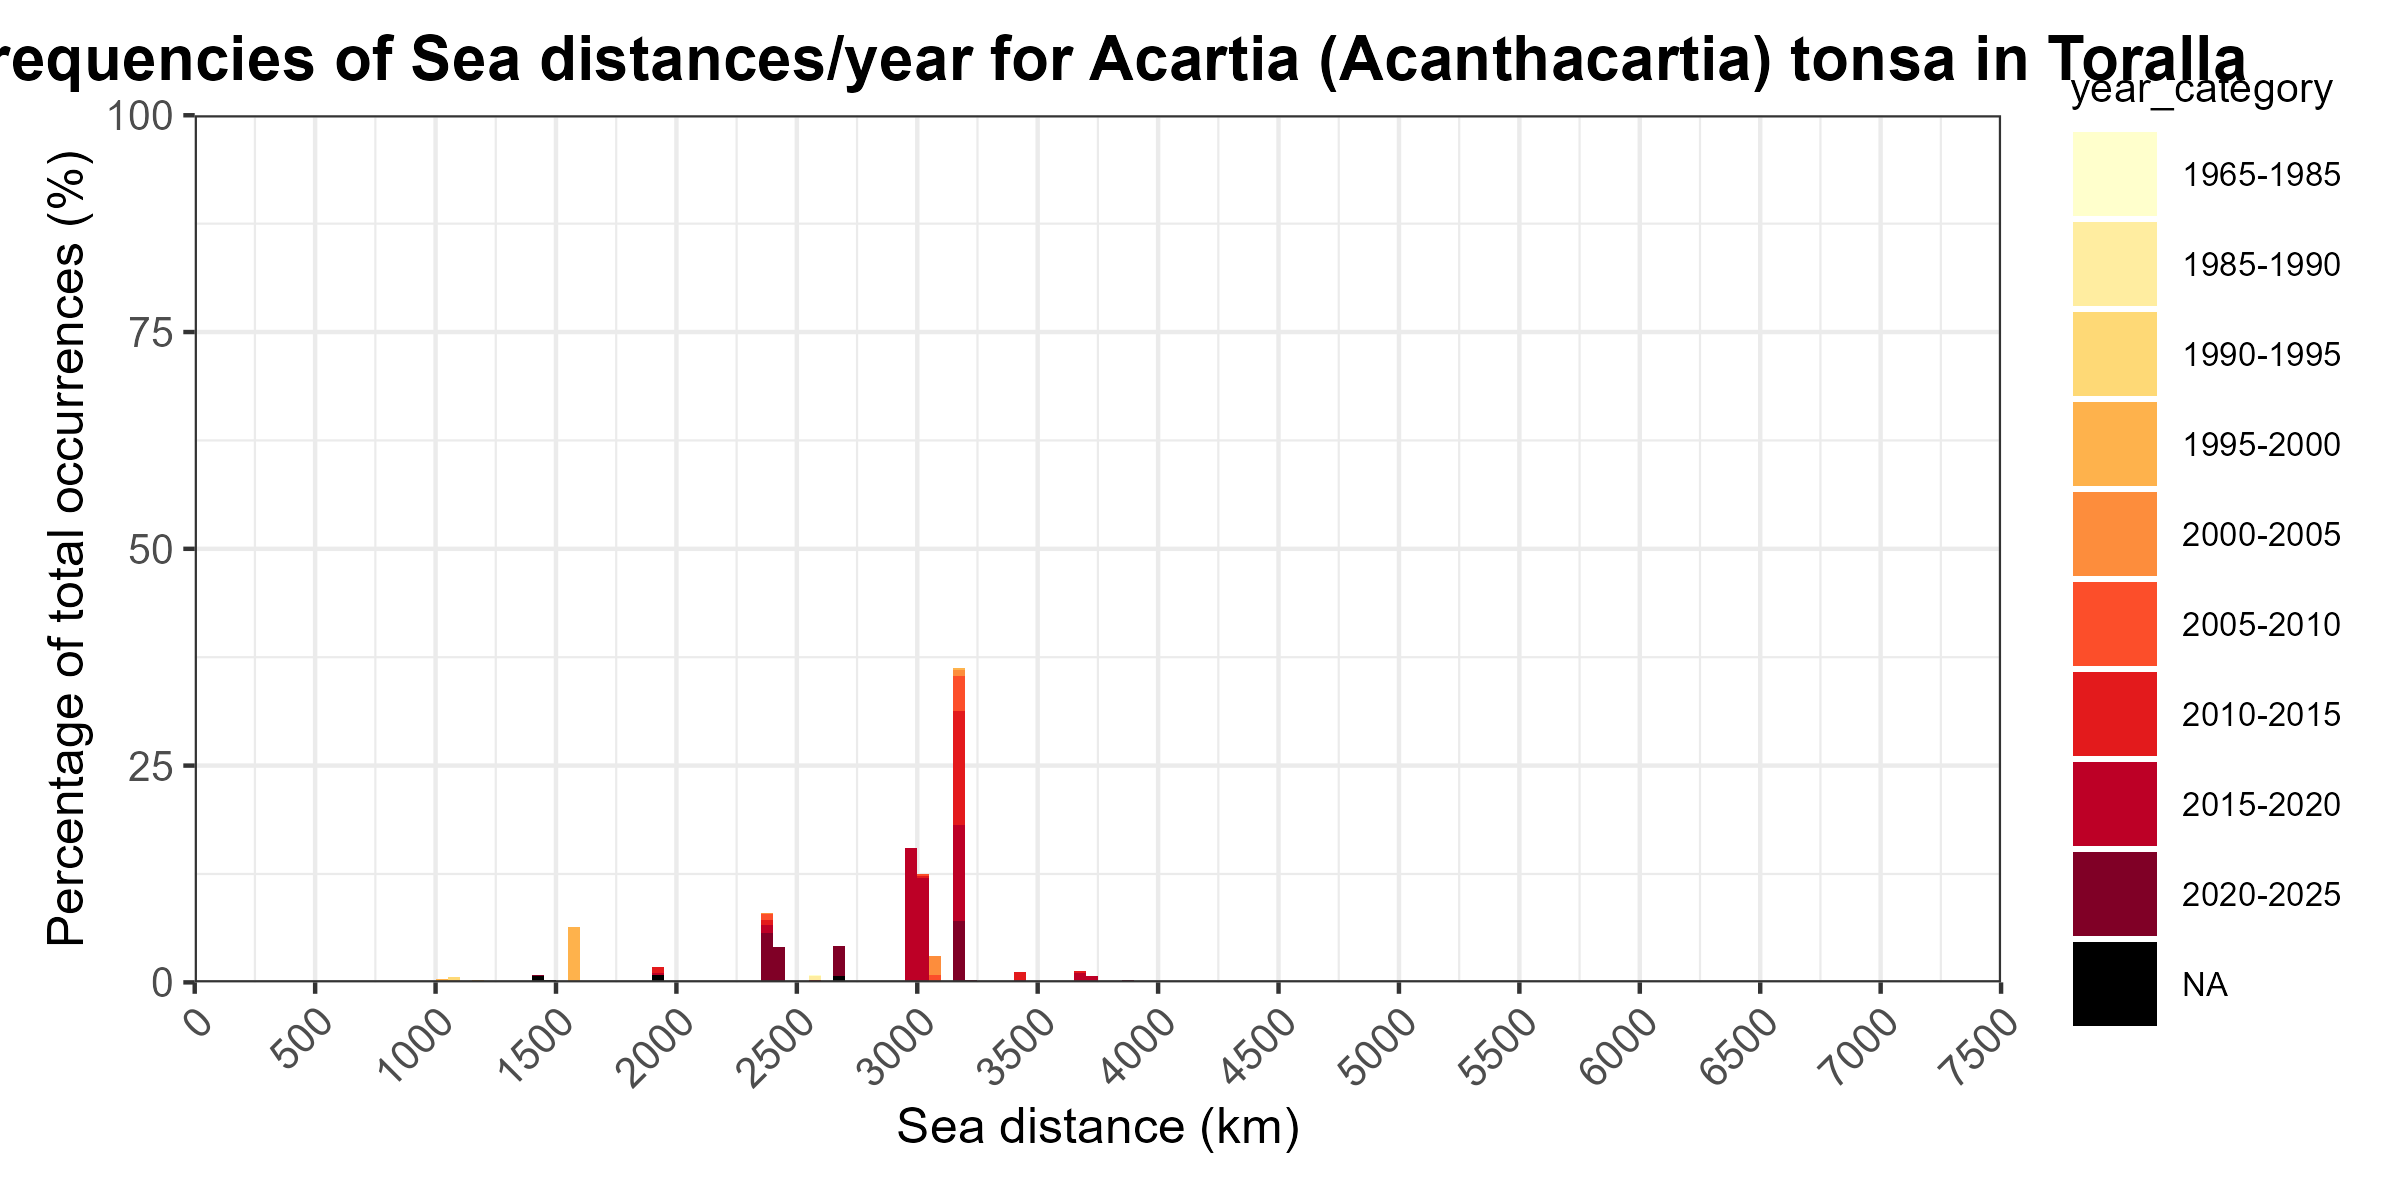 requencies of Sea distances/year for Acartia (Acanthacartia) tonsa in Toralla
year_category
1965-1985
1985-1990
1990-1995
1995-2000
2000-2005
2005-2010
2010-2015
2015-2020
2020-2025
NA
Percentage of total occurrences (%)
100
75
50
25
0
0 500 1000 1500 2000 2500 3000 3500 4000 4500 5000 5500 6000 6500 7000 7500
Sea distance (km)